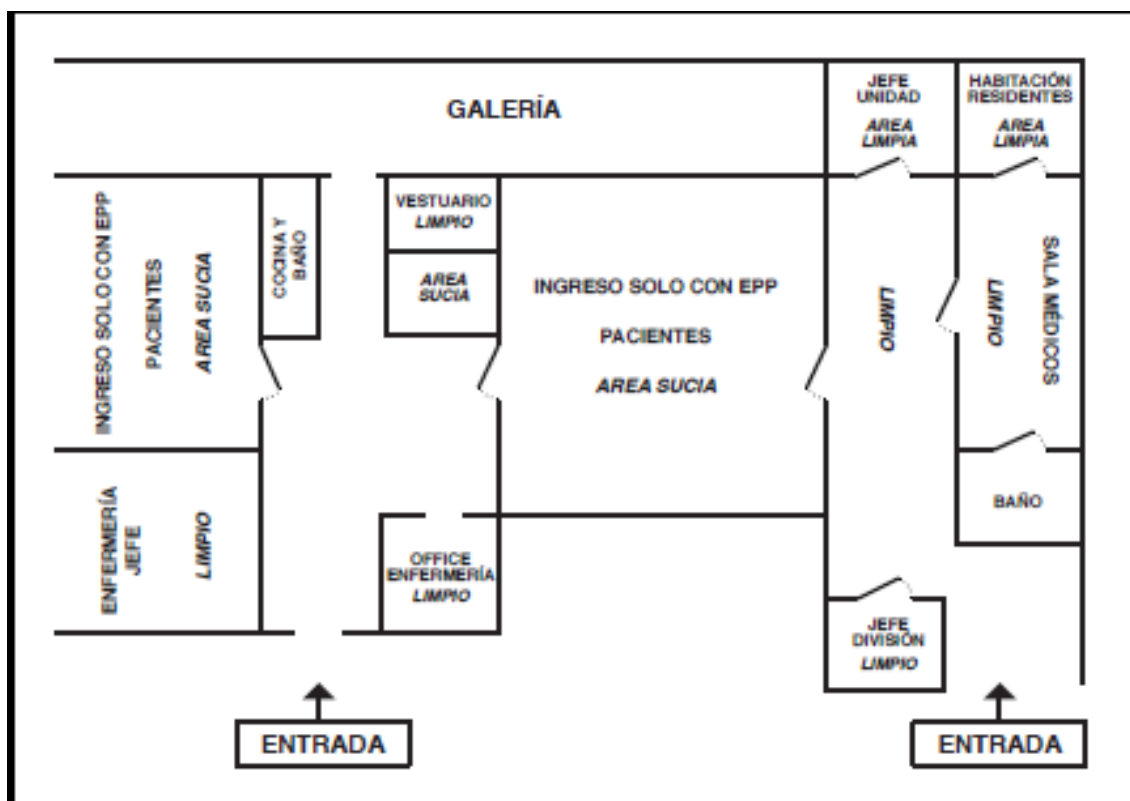 GALERÍA
JEFE
UNIDAD
AREA
LIMPIA
HABITACIÓN
RESIDENTES
AREA
LIMPIA
INGRESO SOLO CON EPP
PACIENTES
AREA SUCIA
COCINA Y
BAÑO
VESTUARIO
LIMPIO
AREA
SUCIA
INGRESO SOLO CON EPP
PACIENTES
AREA SUCIA
LIMPIO
LIMPIO
SALA MÉDICOS
BAÑO
ENFERMERÍA
JEFE
LIMPIO
OFFICE
ENFERMERÍA
LIMPIO
JEFE
DIVISIÓN
LIMPIO
ENTRADA
ENTRADA